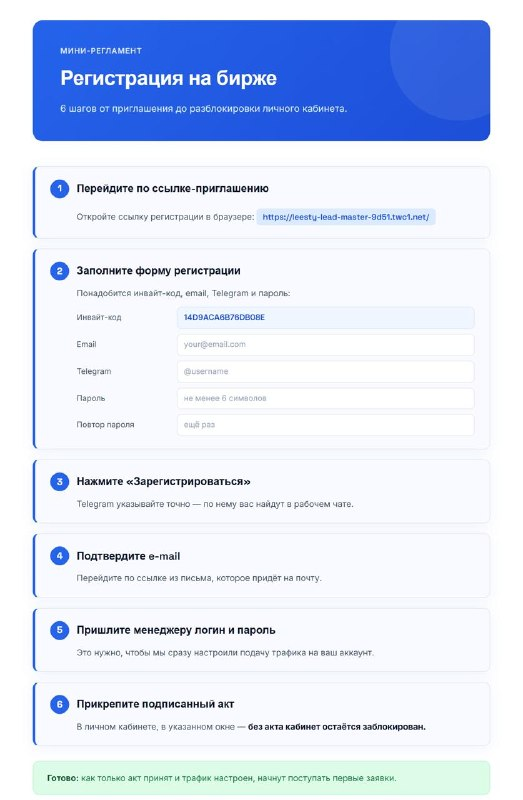 МИНИ-РЕГЛАМЕНТ
Регистрация на бирже
6 шагов от приглашения до разблокировки личного кабинета.
1 Перейдите по ссылке-приглашению
Откройте ссылку регистрации в браузере: https://leesty-lead-master-9d51.twc1.net/
2 Заполните форму регистрации
Понадобится инвайт-код, email, Telegram и пароль:
Инвайт-код 14D9ACA6B76DB08E
Email your@email.com
Telegram @username
Пароль не менее 6 символов
Повтор пароля ещё раз
3 Нажмите «Зарегистрироваться»
Telegram указывайте точно — по нему вас найдут в рабочем чате.
4 Подтвердите e-mail
Перейдите по ссылке из письма, которое придёт на почту.
5 Пришлите менеджеру логин и пароль
Это нужно, чтобы мы сразу настроили подачу трафика на ваш аккаунт.
6 Прикрепите подписанный акт
В личном кабинете, в указанном окне — без акта кабинет остаётся заблокирован.
Готово: как только акт принят и трафик настроен, начнут поступать первые заявки.